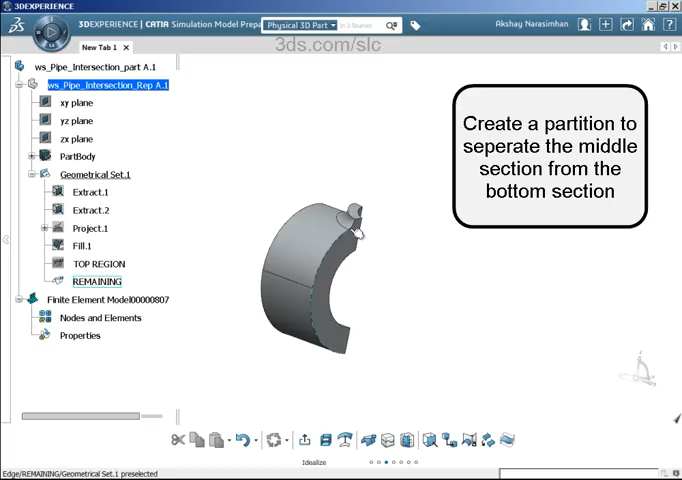 3DEXPERIENCE
3DEXPERIENCE | CATIA Simulation Model Prepa
Physical 3D Part
in 3 Sources
Akshay Narasimhan
New Tab 1
3ds.com/slc
ws_Pipe_Intersection_part A.1
ws_Pipe_Intersection_Rep A.1
xy plane
yz plane
zx plane
PartBody
Geometrical Set.1
Extract.1
Extract.2
Project.1
Fill.1
TOP REGION
REMAINING
Finite Element Model00000807
Nodes and Elements
Properties
Create a partition to
seperate the middle
section from the
bottom section
Idealize
Edge/REMAINING/Geometrical Set.1 preselected